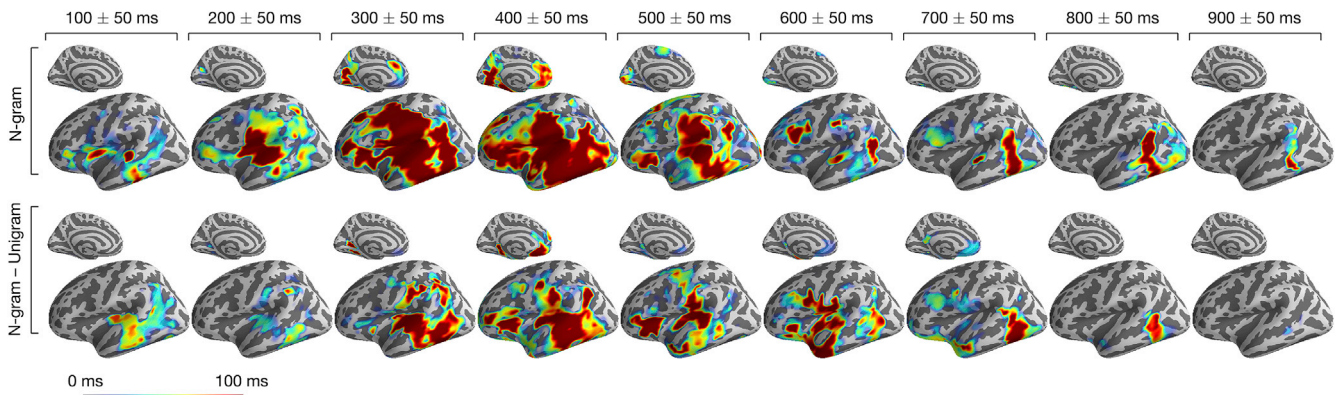 100 ± 50 ms 200 ± 50 ms 300 ± 50 ms 400 ± 50 ms 500 ± 50 ms 600 ± 50 ms 700 ± 50 ms 800 ± 50 ms 900 ± 50 ms
N-gram
N-gram – Unigram
0 ms 100 ms